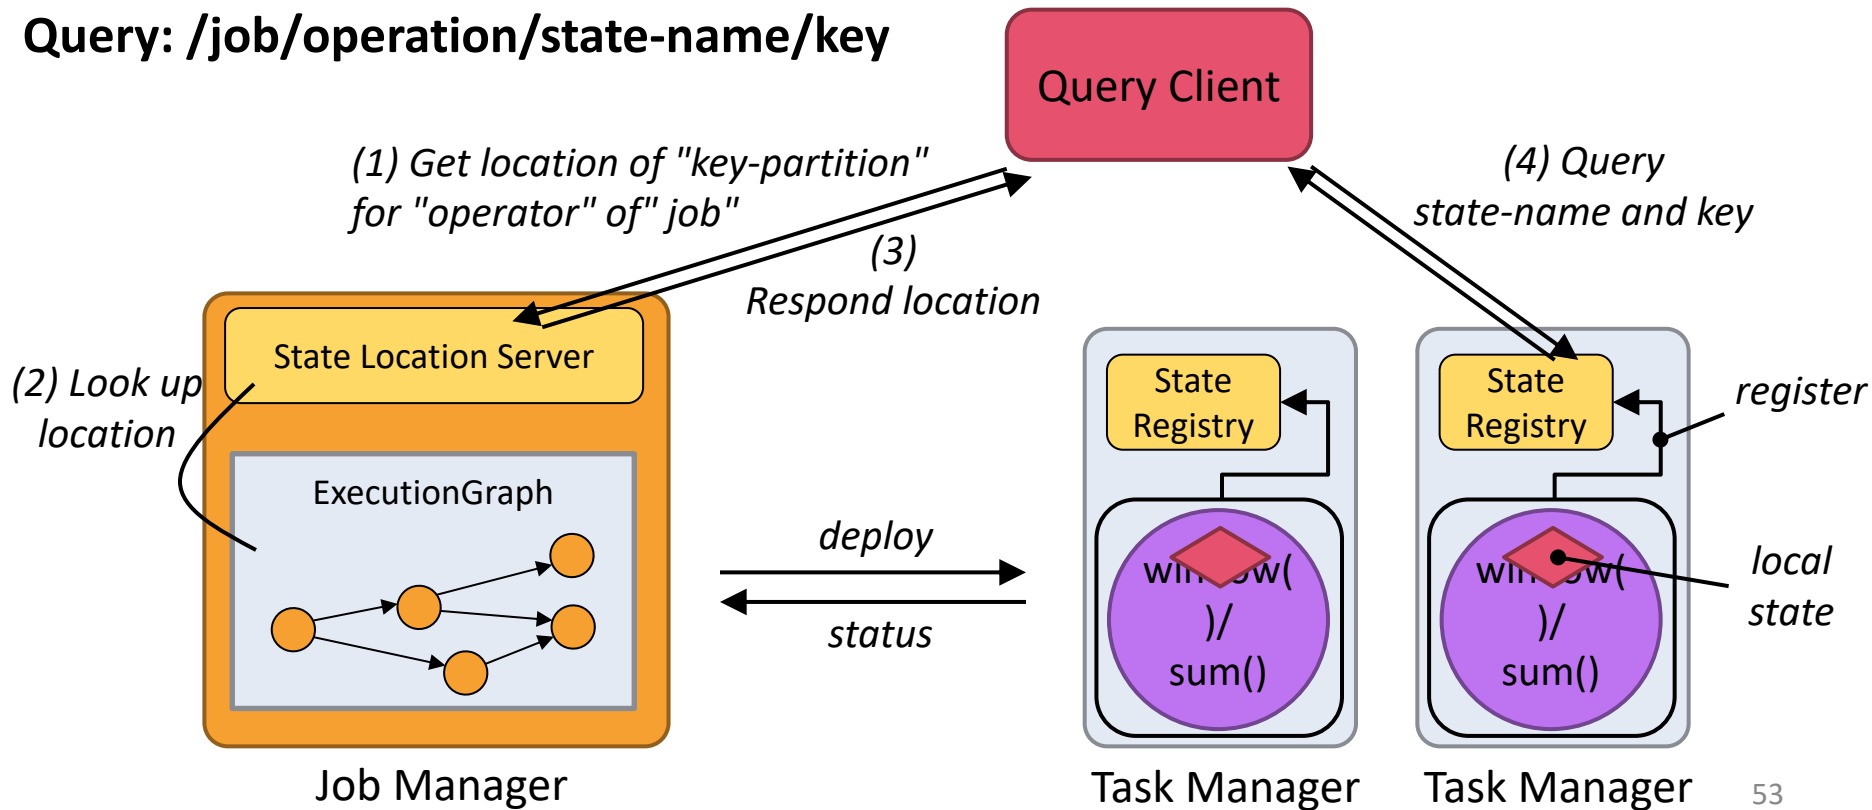 Query: /job/operation/state-name/key
Query Client
(1) Get location of "key-partition"
for "operator" of" job"
(3)
Respond location
(4) Query
state-name and key
State Location Server
(2) Look up
location
ExecutionGraph
deploy
status
State
Registry
window(
)/
sum()
State
Registry
window(
)/
sum()
register
local
state
Job Manager
Task Manager
Task Manager
53